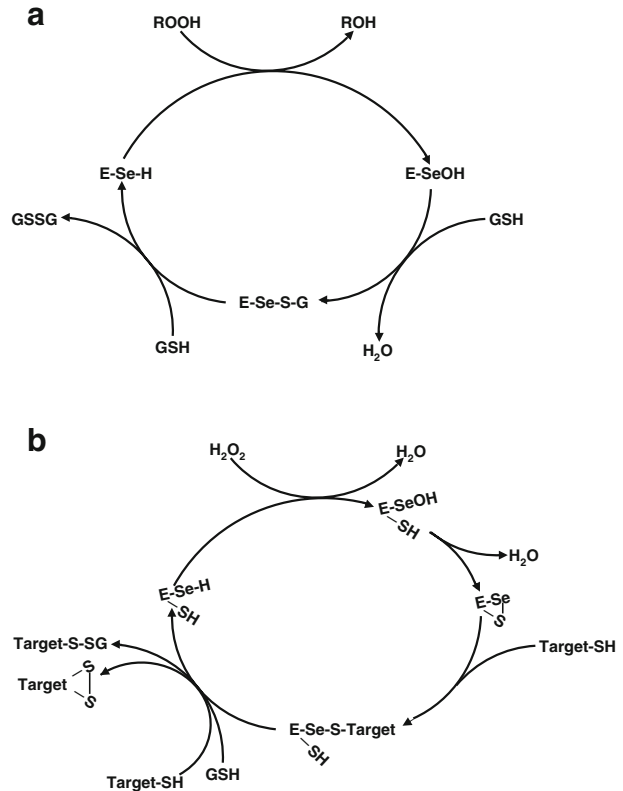 a
ROOH
ROH
E-Se-H
E-SeOH
GSSG
GSH
E-Se-S-G
GSH
H₂O
b
H₂O₂
H₂O
E-SeOH
SH
H₂O
E-Se-H
SH
E-Se
S
Target-S-SG
Target-SH
S
Target
S
E-Se-S-Target
SH
Target-SH
GSH